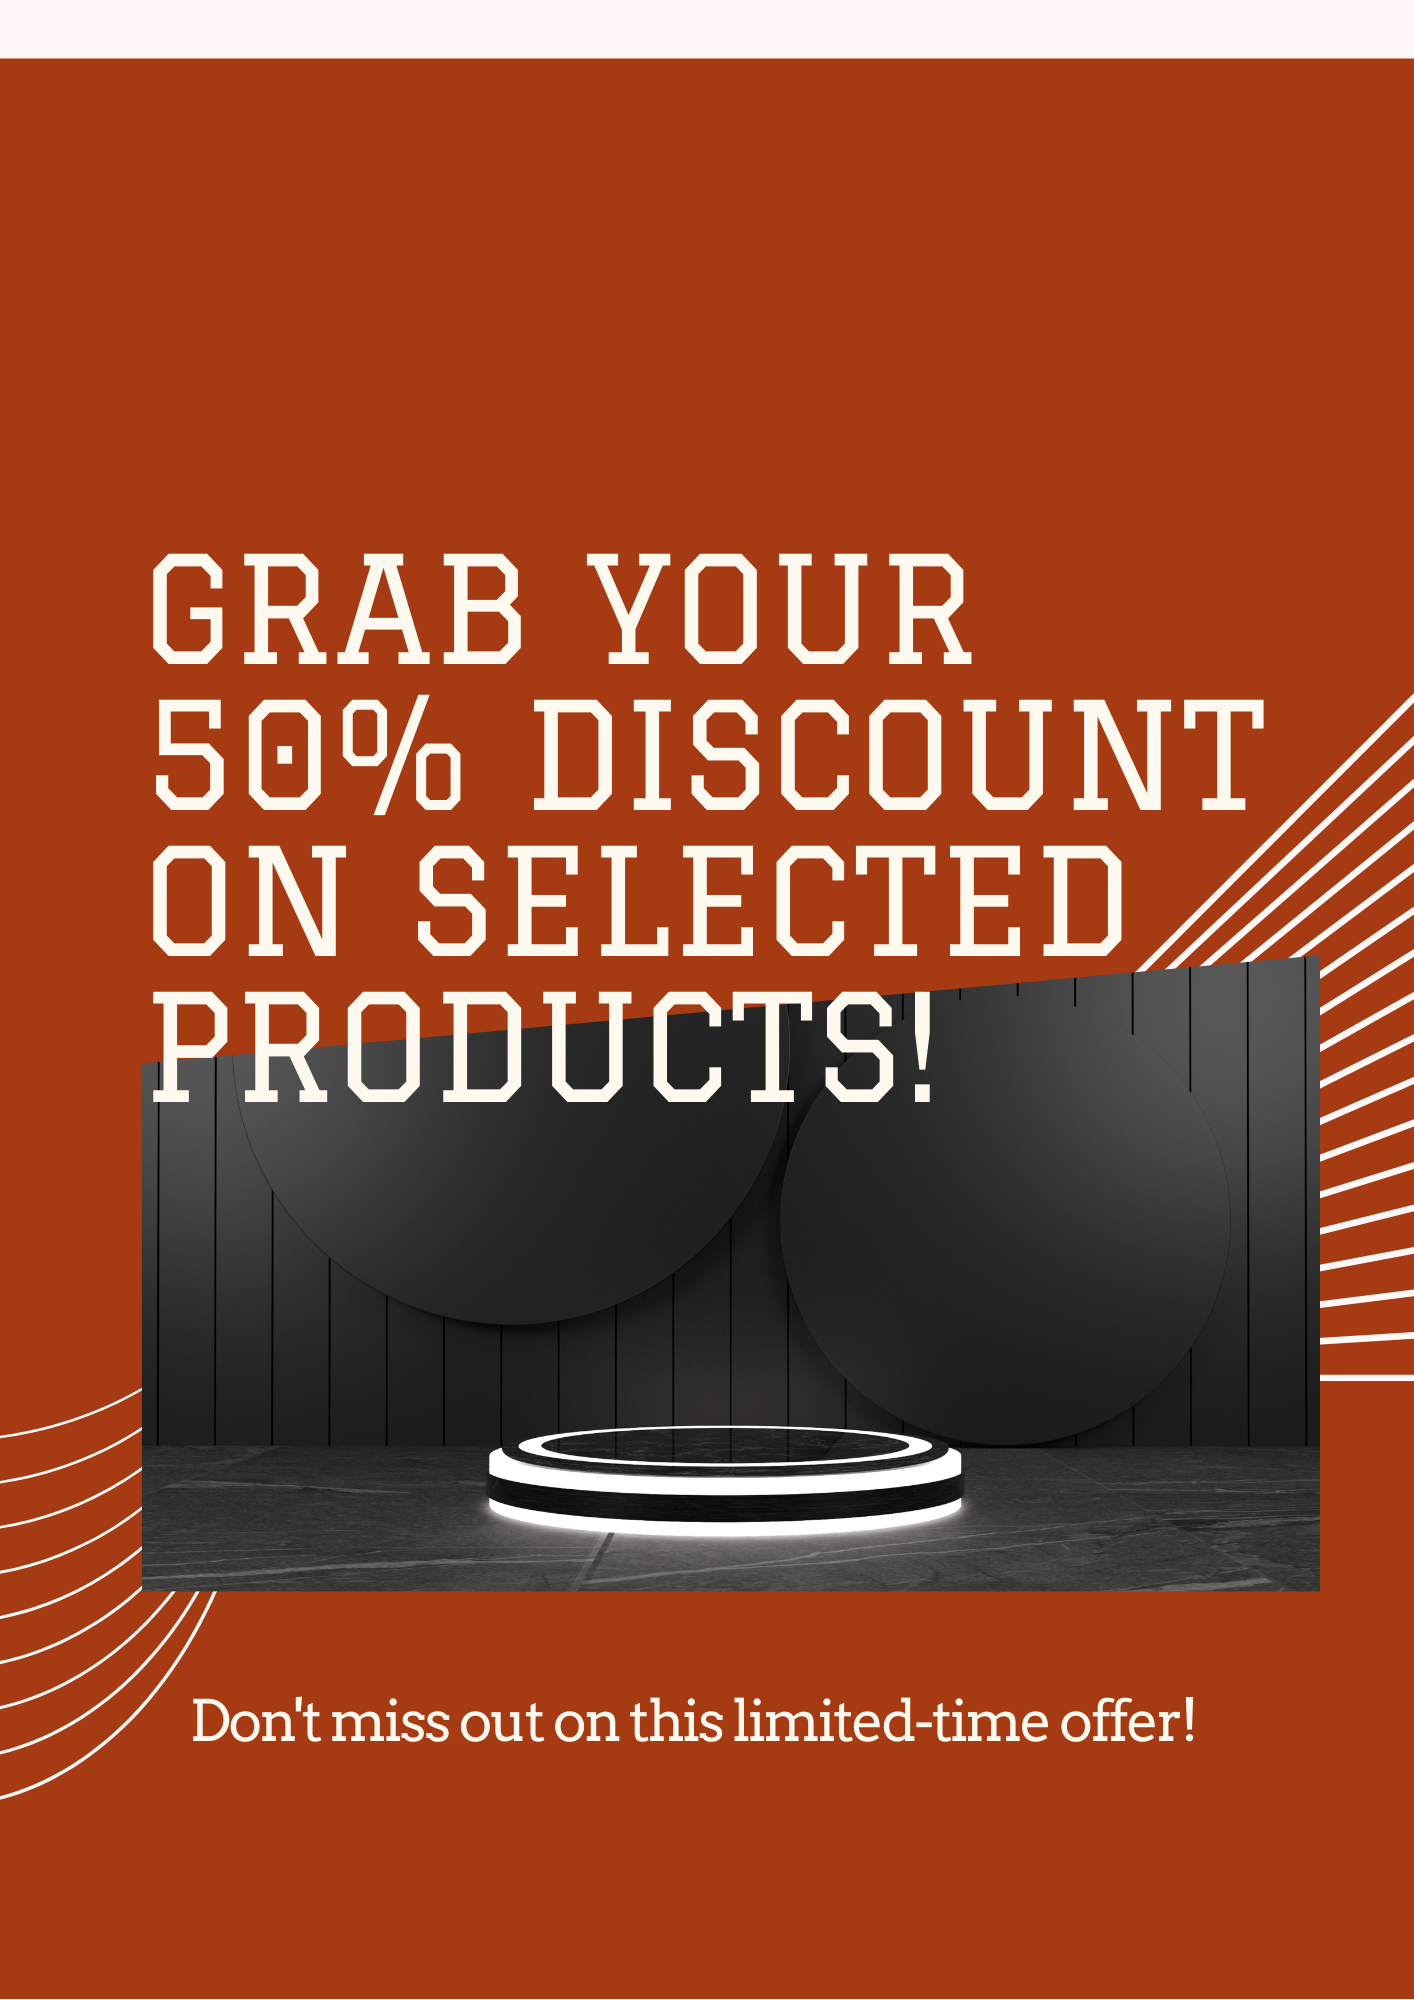 GRAB YOUR
50% DISCOUNT
ON SELECTED
PRODUCTS!
Don't miss out on this limited-time offer!